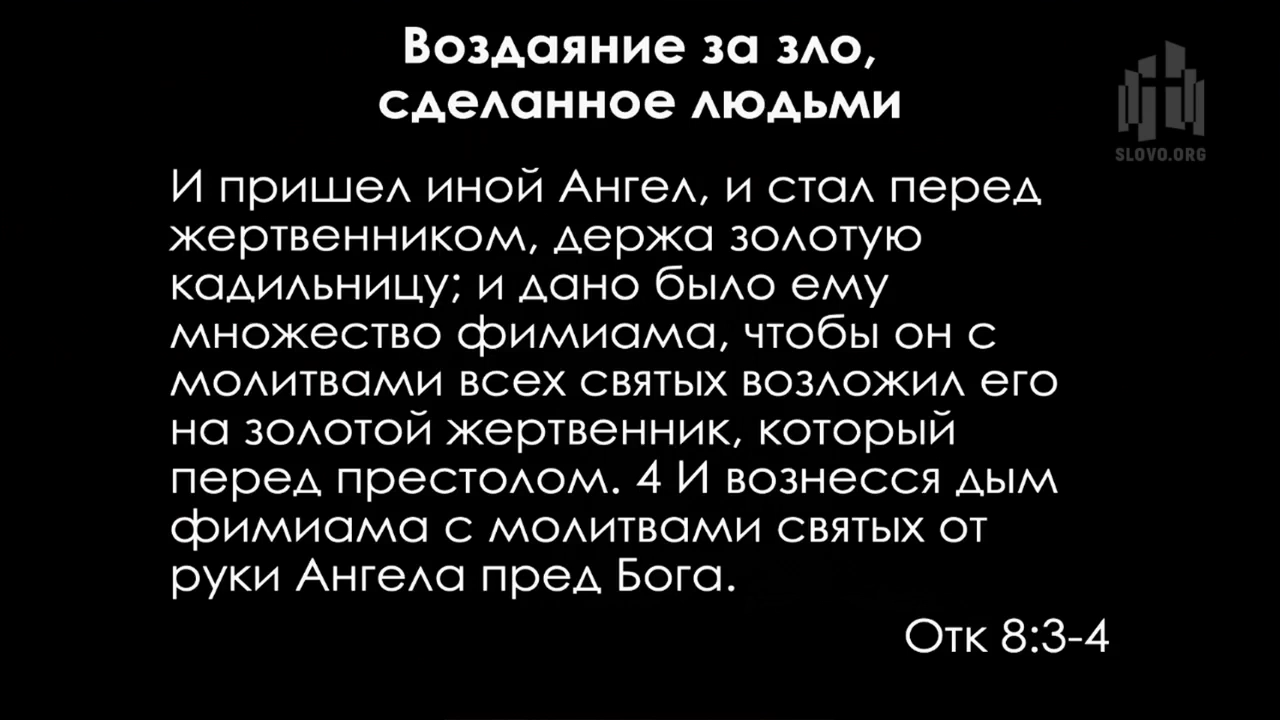 Воздаяние за зло,
сделанное людьми
SLOVO.ORG
И пришел иной Ангел, и стал перед
жертвенником, держа золотую
кадильницу; и дано было ему
множество фимиама, чтобы он с
молитвами всех святых возложил его
на золотой жертвенник, который
перед престолом. 4 И вознесся дым
фимиама с молитвами святых от
руки Ангела пред Бога.
Отк 8:3-4